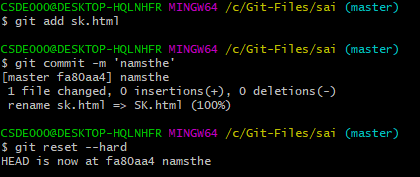 CSDE000@DESKTOP-HQLNHFR MINGW64 /c/Git-Files/sai (master)
$ git add sk.html
CSDE000@DESKTOP-HQLNHFR MINGW64 /c/Git-Files/sai (master)
$ git commit -m 'namsthe'
[master fa80aa4] namsthe
 1 file changed, 0 insertions(+), 0 deletions(-)
 rename sk.html => SK.html (100%)
CSDE000@DESKTOP-HQLNHFR MINGW64 /c/Git-Files/sai (master)
$ git reset --hard
HEAD is now at fa80aa4 namsthe